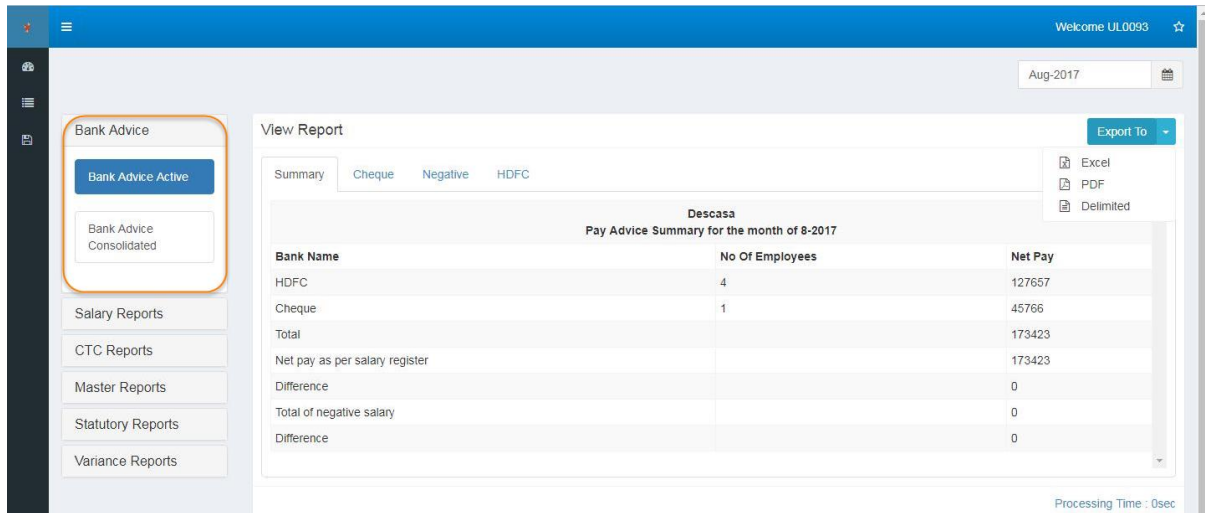 Welcome UL0093
Aug-2017
Bank Advice
Bank Advice Active
Bank Advice
Consolidated
Salary Reports
CTC Reports
Master Reports
Statutory Reports
Variance Reports
View Report
Export To
Excel
PDF
Delimited
Summary Cheque Negative HDFC
Descasa
Pay Advice Summary for the month of 8-2017
Bank Name No Of Employees Net Pay
HDFC 4 127657
Cheque 1 45766
Total 173423
Net pay as per salary register 173423
Difference 0
Total of negative salary 0
Difference 0
Processing Time : 0sec